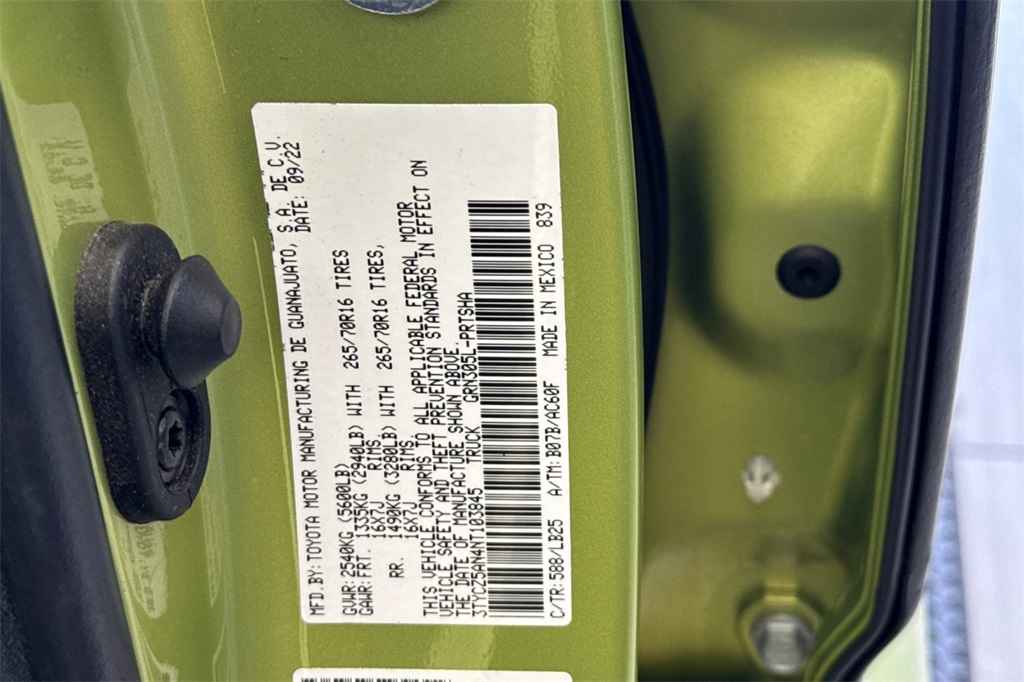 MFD.BY:TOYOTA MOTOR MANUFACTURING DE GUANAJUATO, S.A. DE C.V.
DATE: 09/22
GVWR:2540KG (5600LB)
GAWR:FRT. 1335KG (2940LB) WITH 265/70R16 TIRES
16X7J RIMS
RR. 1490KG (3280LB) WITH 265/70R16 TIRES,
16X7J RIMS.
THIS VEHICLE CONFORMS TO ALL APPLICABLE FEDERAL MOTOR
VEHICLE SAFETY AND THEFT PREVENTION STANDARDS IN EFFECT ON
THE DATE OF MANUFACTURE SHOWN ABOVE.
3TYCZ5AN4NT103845 TRUCK GRN305L-PRTSHA
C/TR:588/LB25 A/TM:B07B/AC60F MADE IN MEXICO 839